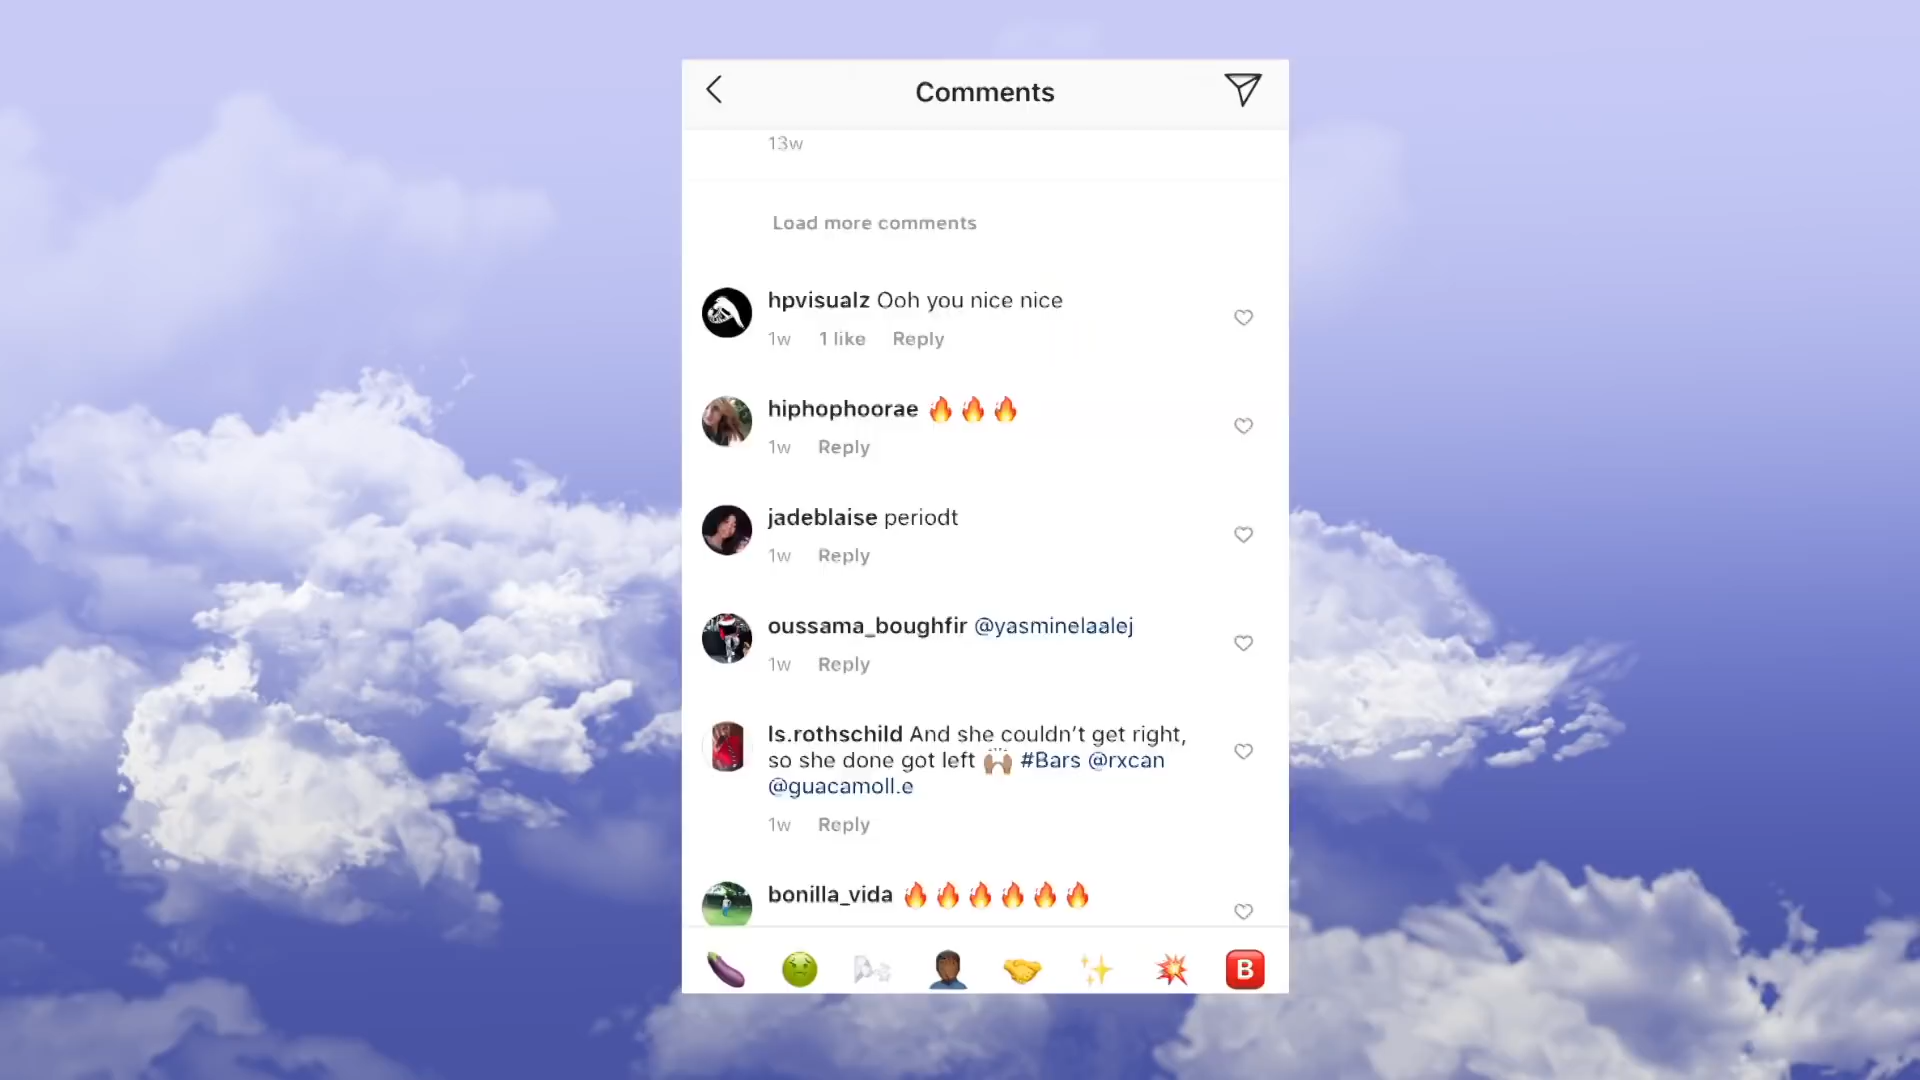 Comments
13w
Load more comments
hpvisualz Ooh you nice nice
1w 1 like Reply
hiphophoorae 🔥🔥🔥
1w Reply
jadeblaise periodt
1w Reply
oussama_boughfir @yasminelaalej
1w Reply
ls.rothschild And she couldn’t get right,
so she done got left 🙌🏽 #Bars @rxcan
@guacamoll.e
1w Reply
bonilla_vida 🔥🔥🔥🔥🔥🔥
B